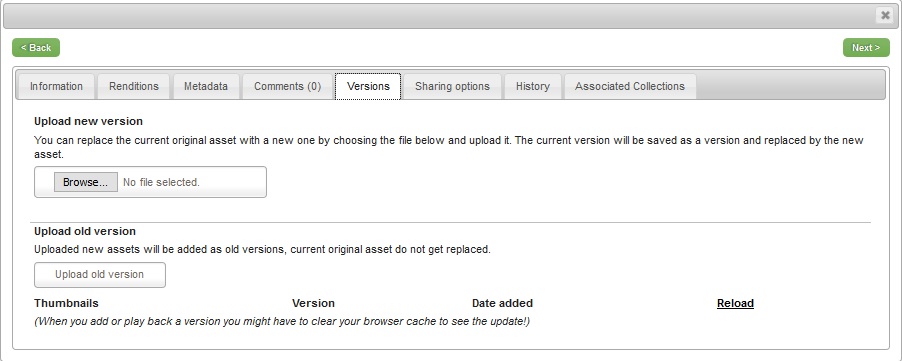 < Back Next >
Information Renditions Metadata Comments (0) Versions Sharing options History Associated Collections
Upload new version
You can replace the current original asset with a new one by choosing the file below and upload it. The current version will be saved as a version and replaced by the new
asset.
Browse... No file selected.
Upload old version
Uploaded new assets will be added as old versions, current original asset do not get replaced.
Upload old version
Thumbnails Version Date added Reload
(When you add or play back a version you might have to clear your browser cache to see the update!)